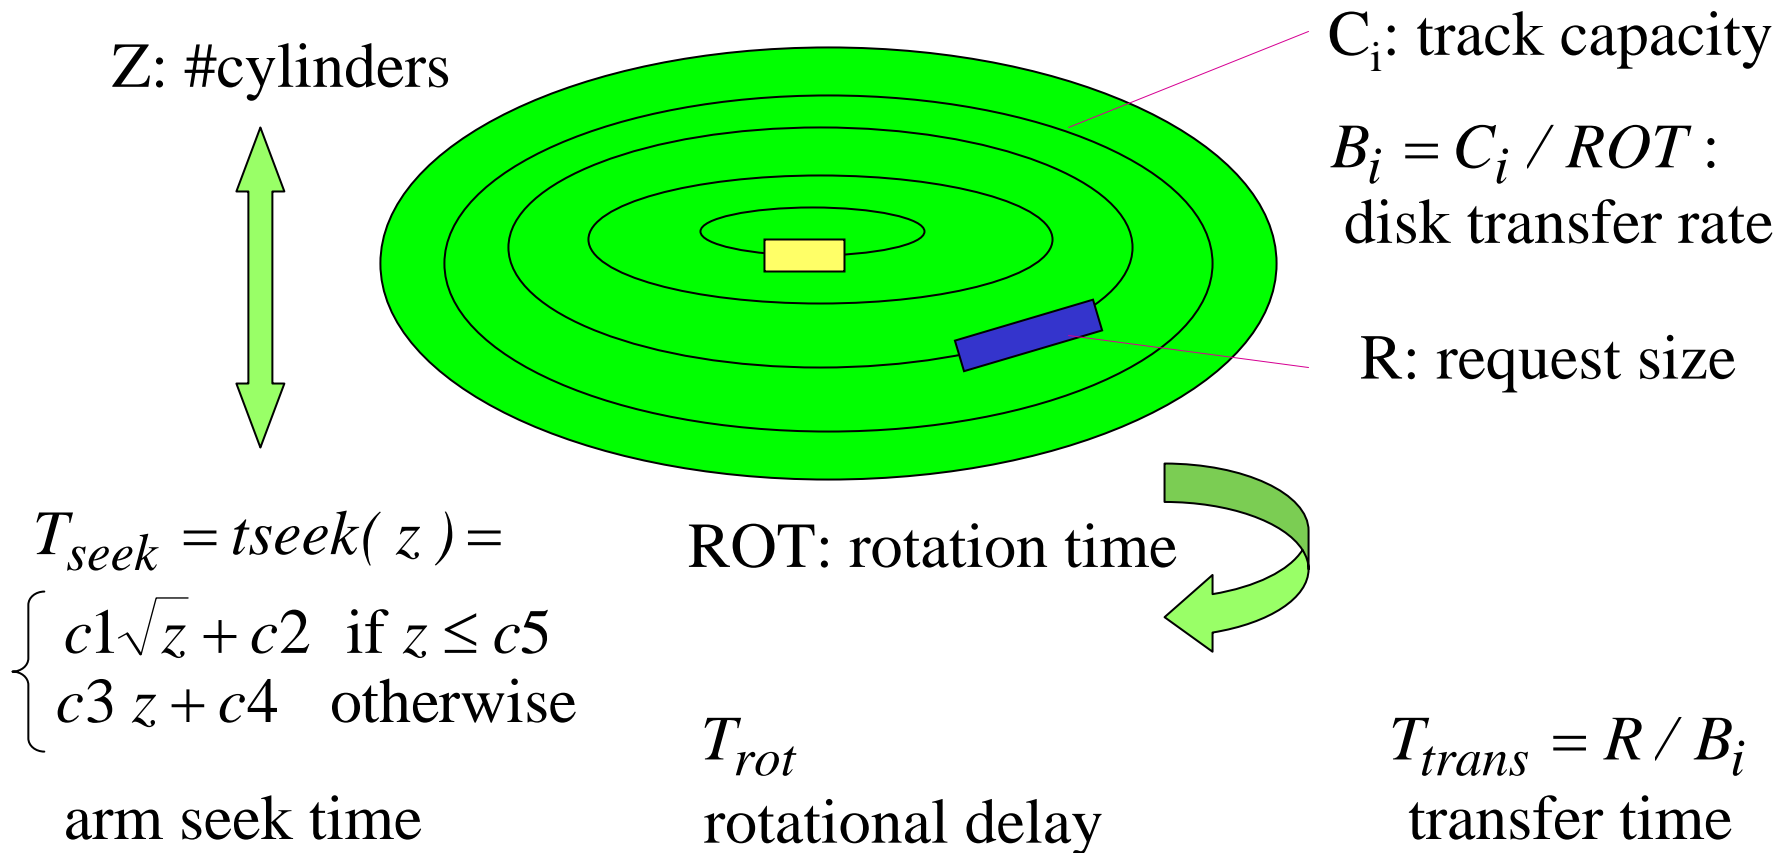 Z: #cylinders
Cᵢ: track capacity
Bᵢ = Cᵢ / ROT :
disk transfer rate
R: request size
T_seek = tseek( z ) =
c1√z + c2 if z ≤ c5
c3 z + c4 otherwise
arm seek time
ROT: rotation time
T_rot
rotational delay
T_trans = R / Bᵢ
transfer time